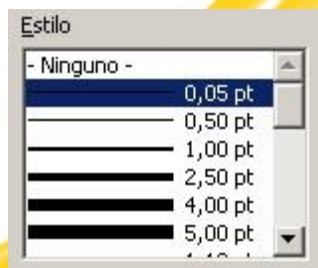 Estilo
- Ninguno -
0,05 pt
0,50 pt
1,00 pt
2,50 pt
4,00 pt
5,00 pt